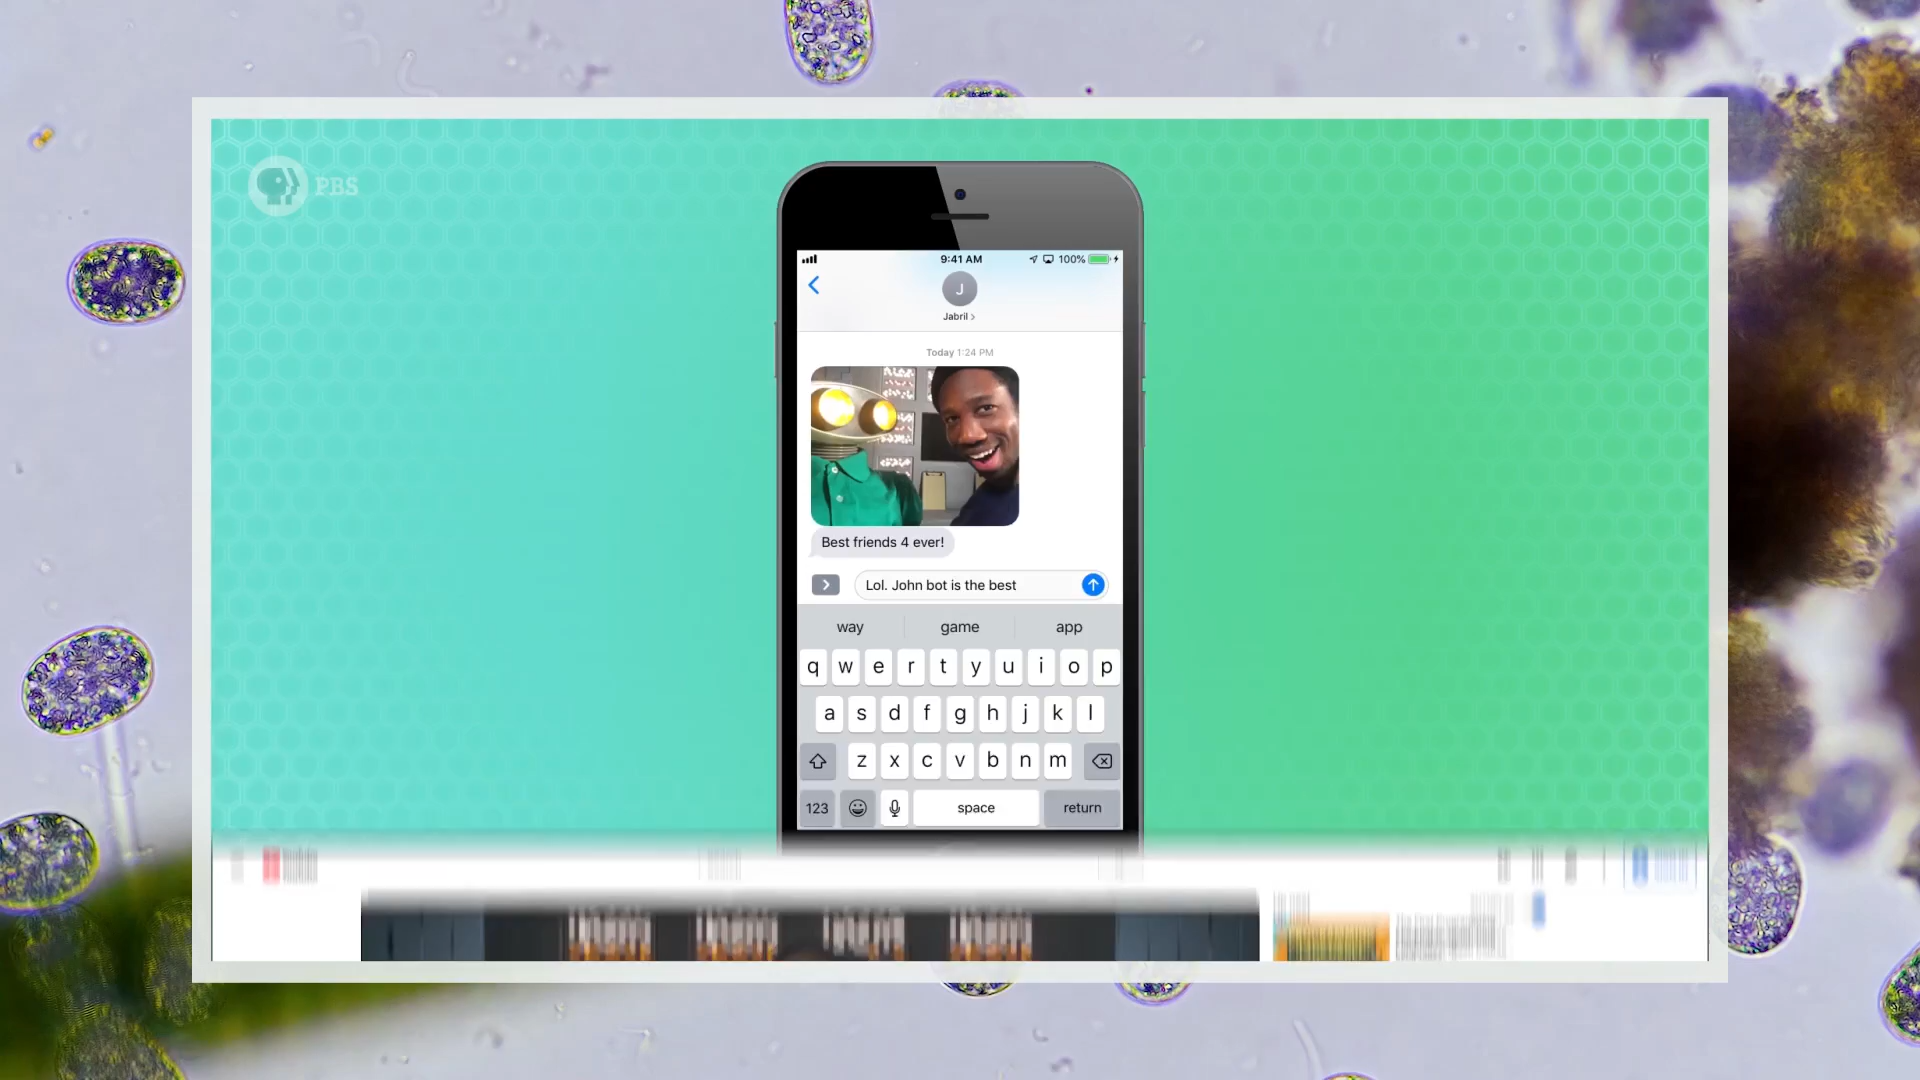 PBS
9:41 AM
100%
J
Jabril >
Today 1:24 PM
Best friends 4 ever!
Lol. John bot is the best
way game app
q w e r t y u i o p
a s d f g h j k l
z x c v b n m
123 space return